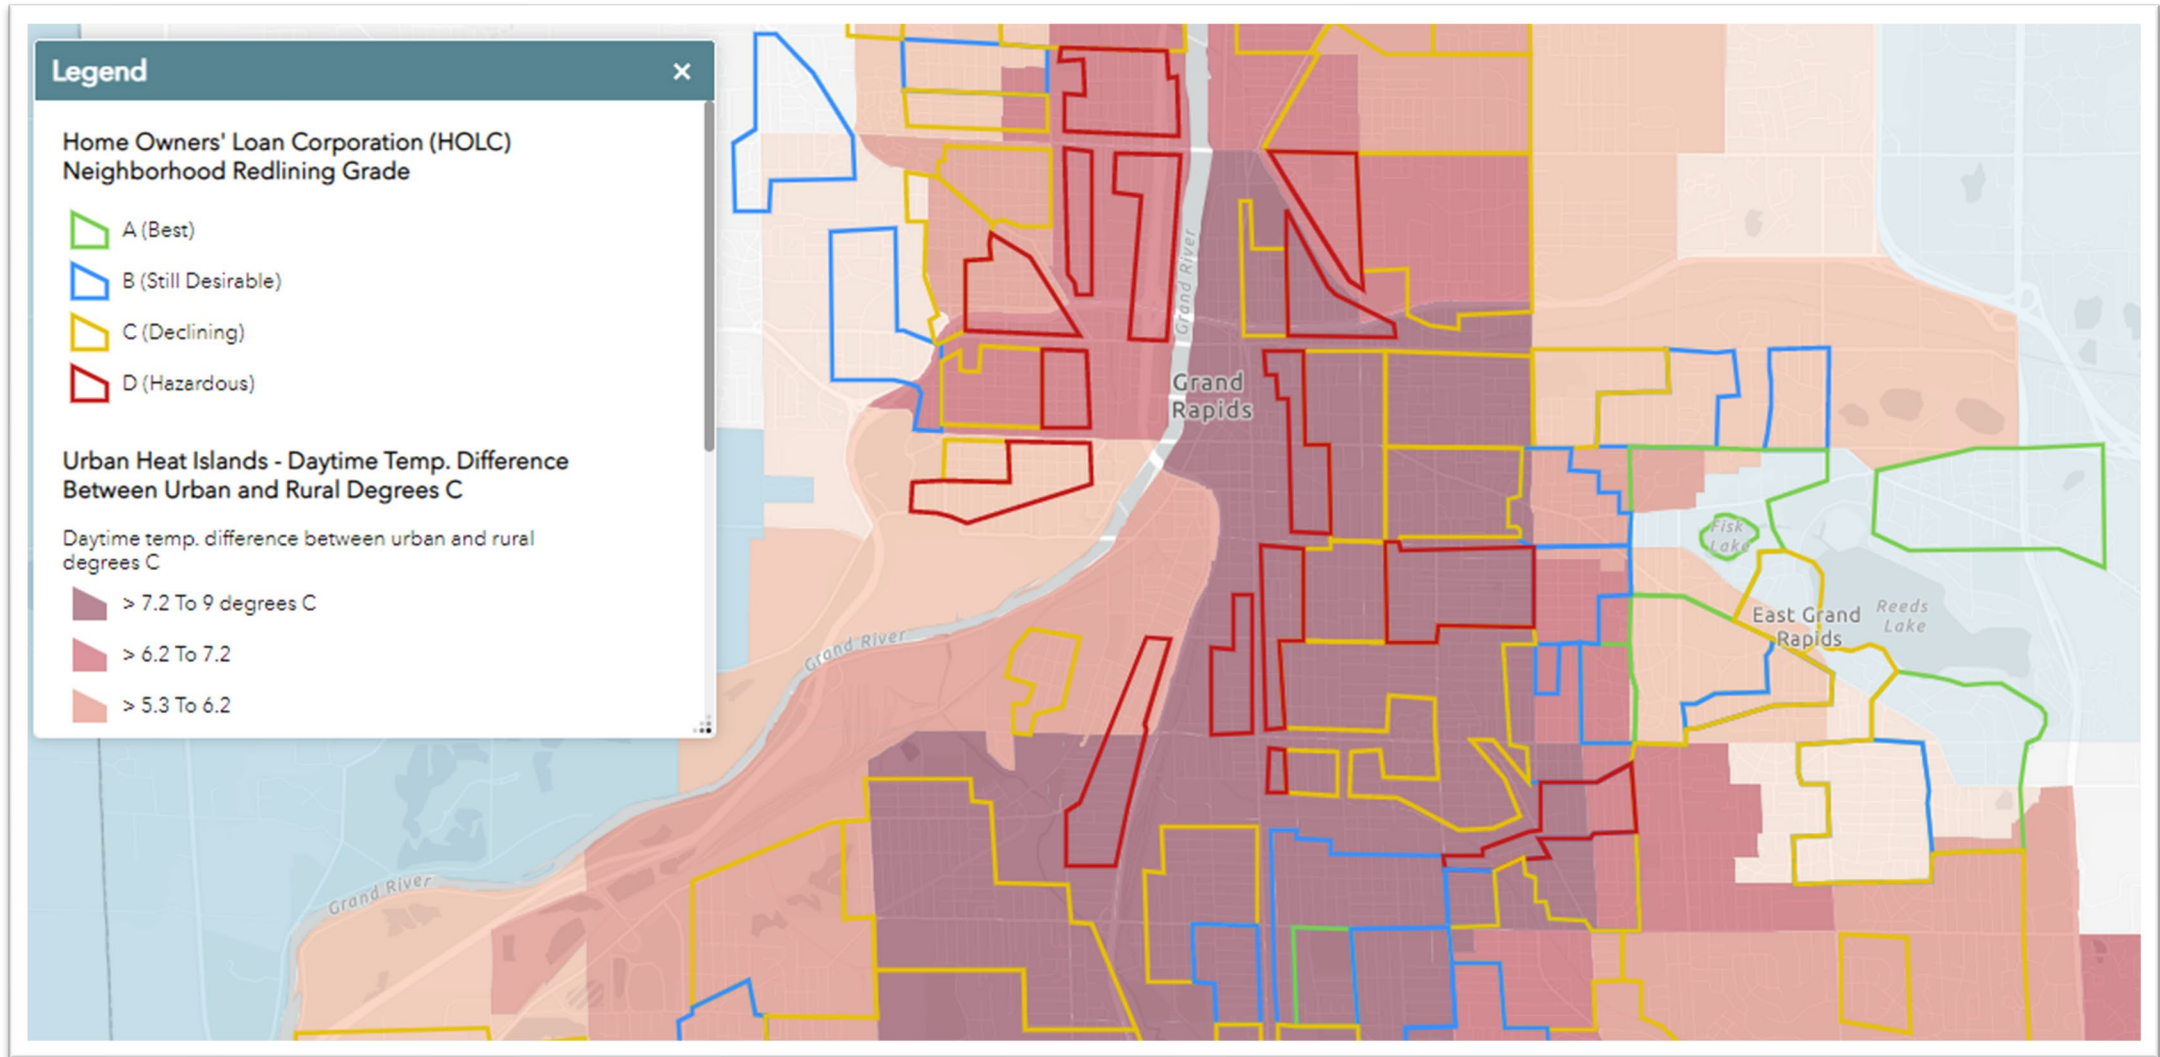 Legend
Home Owners' Loan Corporation (HOLC)
Neighborhood Redlining Grade
A (Best)
B (Still Desirable)
C (Declining)
D (Hazardous)
Urban Heat Islands - Daytime Temp. Difference
Between Urban and Rural Degrees C
Daytime temp. difference between urban and rural
degrees C
> 7.2 To 9 degrees C
> 6.2 To 7.2
> 5.3 To 6.2
Grand River
Grand
Rapids
Fisk
Lake
East Grand
Rapids
Reeds
Lake
Grand River
Grand River